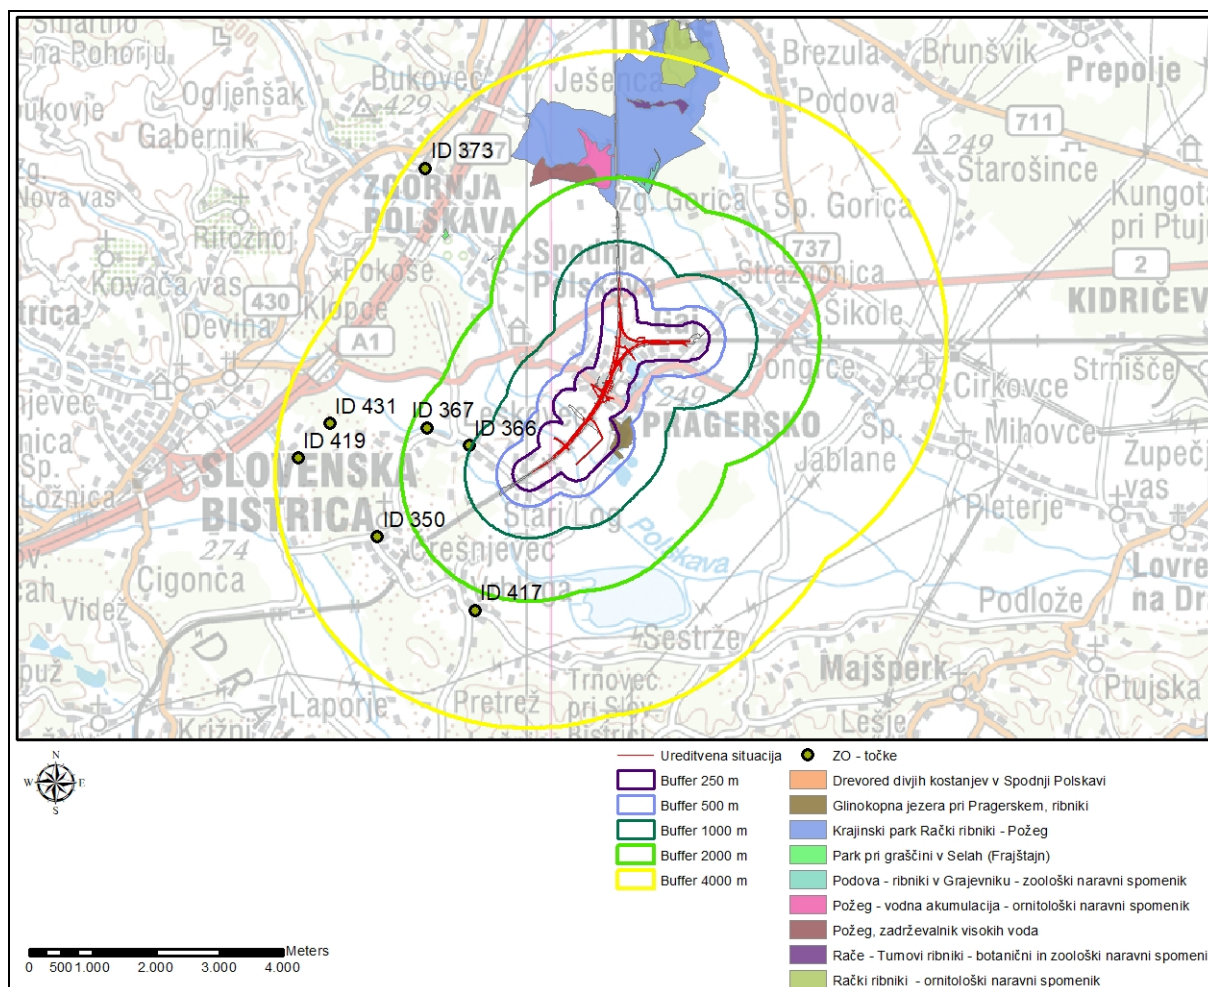 na Pohorju
Bukovec
Ješenca
Brezula
Brunšvik
Prepolje
Ogljenšak
429
Podova
711
Gabernik
249
Starošince
ID 373
ZGORNJA
POLSKAVA
Nova vas
Zg. Gorica
Sp. Gorica
Kungota
pri Ptuj
Ritoznoj
Spodnja
737
Pokoše
Stražgonjica
2
Kovača vas
430
Klopce
KIDRIČEV
Devina
A1
Gaj
Šikole
Strnišče
Cirkovce
249
ID 431
ID 367
ID 366
PRAGERSKO
Mihovce
ID 419
SLOVENSKA
BISTRICA
Sp.
Jablane
Župeč
vas
Ložnica
Pleterje
ID 350
Stari Log
274
Črešnjevec
Polskava
Cigonca
Videž
ID 417
Podlože
Lovre
na Dr
Sestrže
Majšperk
Ptujska
Laporje
Pretrež
Trnovec
Lešje
N
W E
S
Ureditvena situacija
Buffer 250 m
Buffer 500 m
Buffer 1000 m
Buffer 2000 m
Buffer 4000 m
ZO - točke
Drevored divjih kostanjev v Spodnji Polskavi
Glinokopna jezera pri Pragerskem, ribniki
Krajinski park Rački ribniki - Požeg
Park pri graščini v Selah (Frajštajn)
Podova - ribniki v Grajevniku - zoološki naravni spomenik
Požeg - vodna akumulacija - ornitološki naravni spomenik
Požeg, zadrževalnik visokih voda
Rače - Turnovi ribniki - botanični in zoološki naravni spomeni
Rački ribniki - ornitološki naravni spomenik
Meters
0 500 1.000 2.000 3.000 4.000